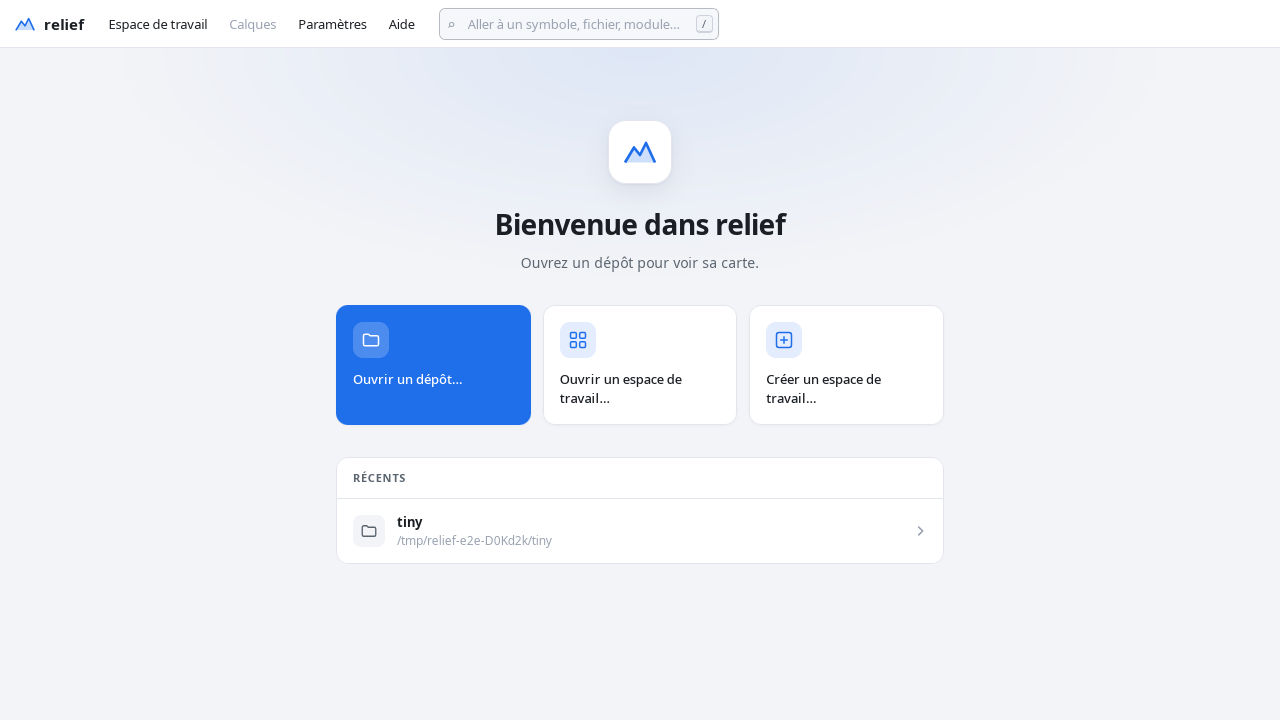 relief Espace de travail Calques Paramètres Aide Aller à un symbole, fichier, module... /
Bienvenue dans relief
Ouvrez un dépôt pour voir sa carte.
Ouvrir un dépôt...
Ouvrir un espace de
travail...
Créer un espace de
travail...
RÉCENTS
tiny
/tmp/relief-e2e-D0Kd2k/tiny